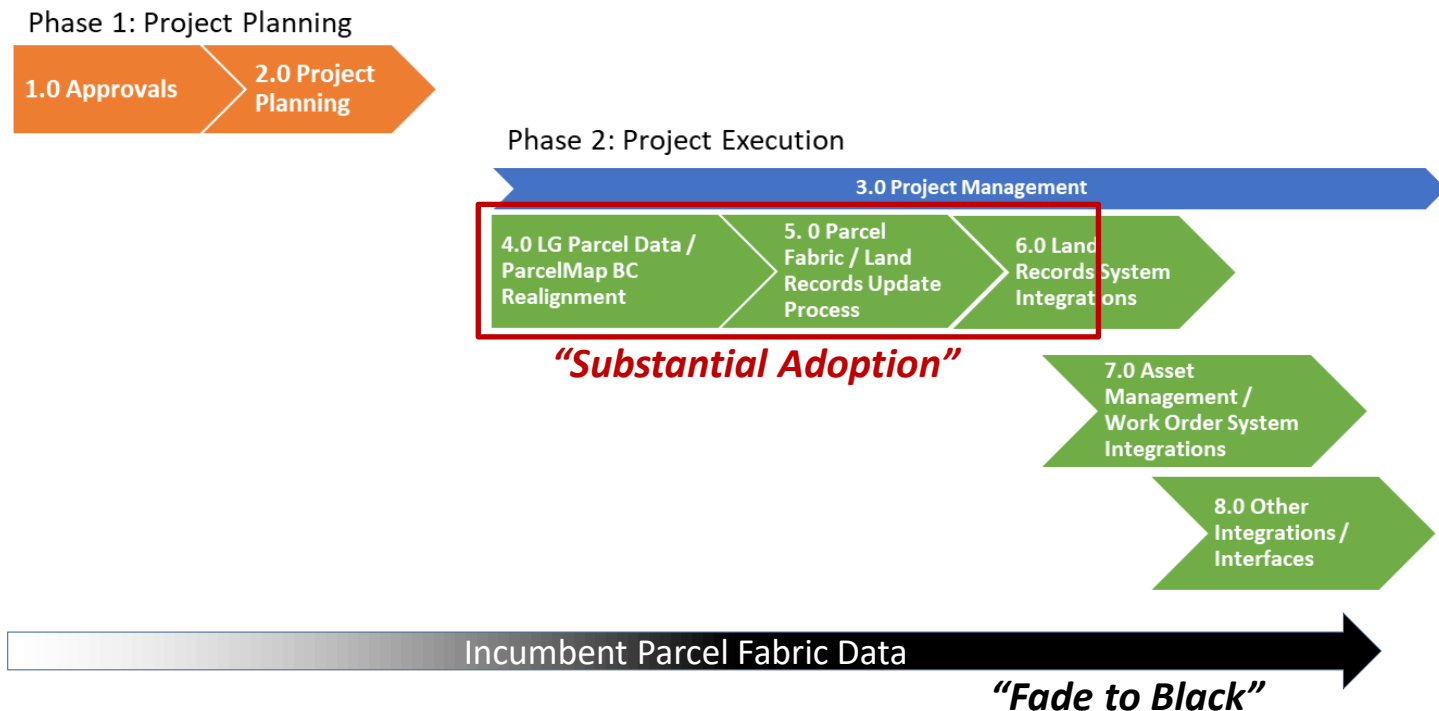 Phase 1: Project Planning
1.0 Approvals
2.0 Project
Planning
Phase 2: Project Execution
3.0 Project Management
4.0 LG Parcel Data /
ParcelMap BC
Realignment
5. 0 Parcel
Fabric / Land
Records Update
Process
6.0 Land
Records System
Integrations
“Substantial Adoption”
7.0 Asset
Management /
Work Order System
Integrations
8.0 Other
Integrations /
Interfaces
Incumbent Parcel Fabric Data
“Fade to Black”